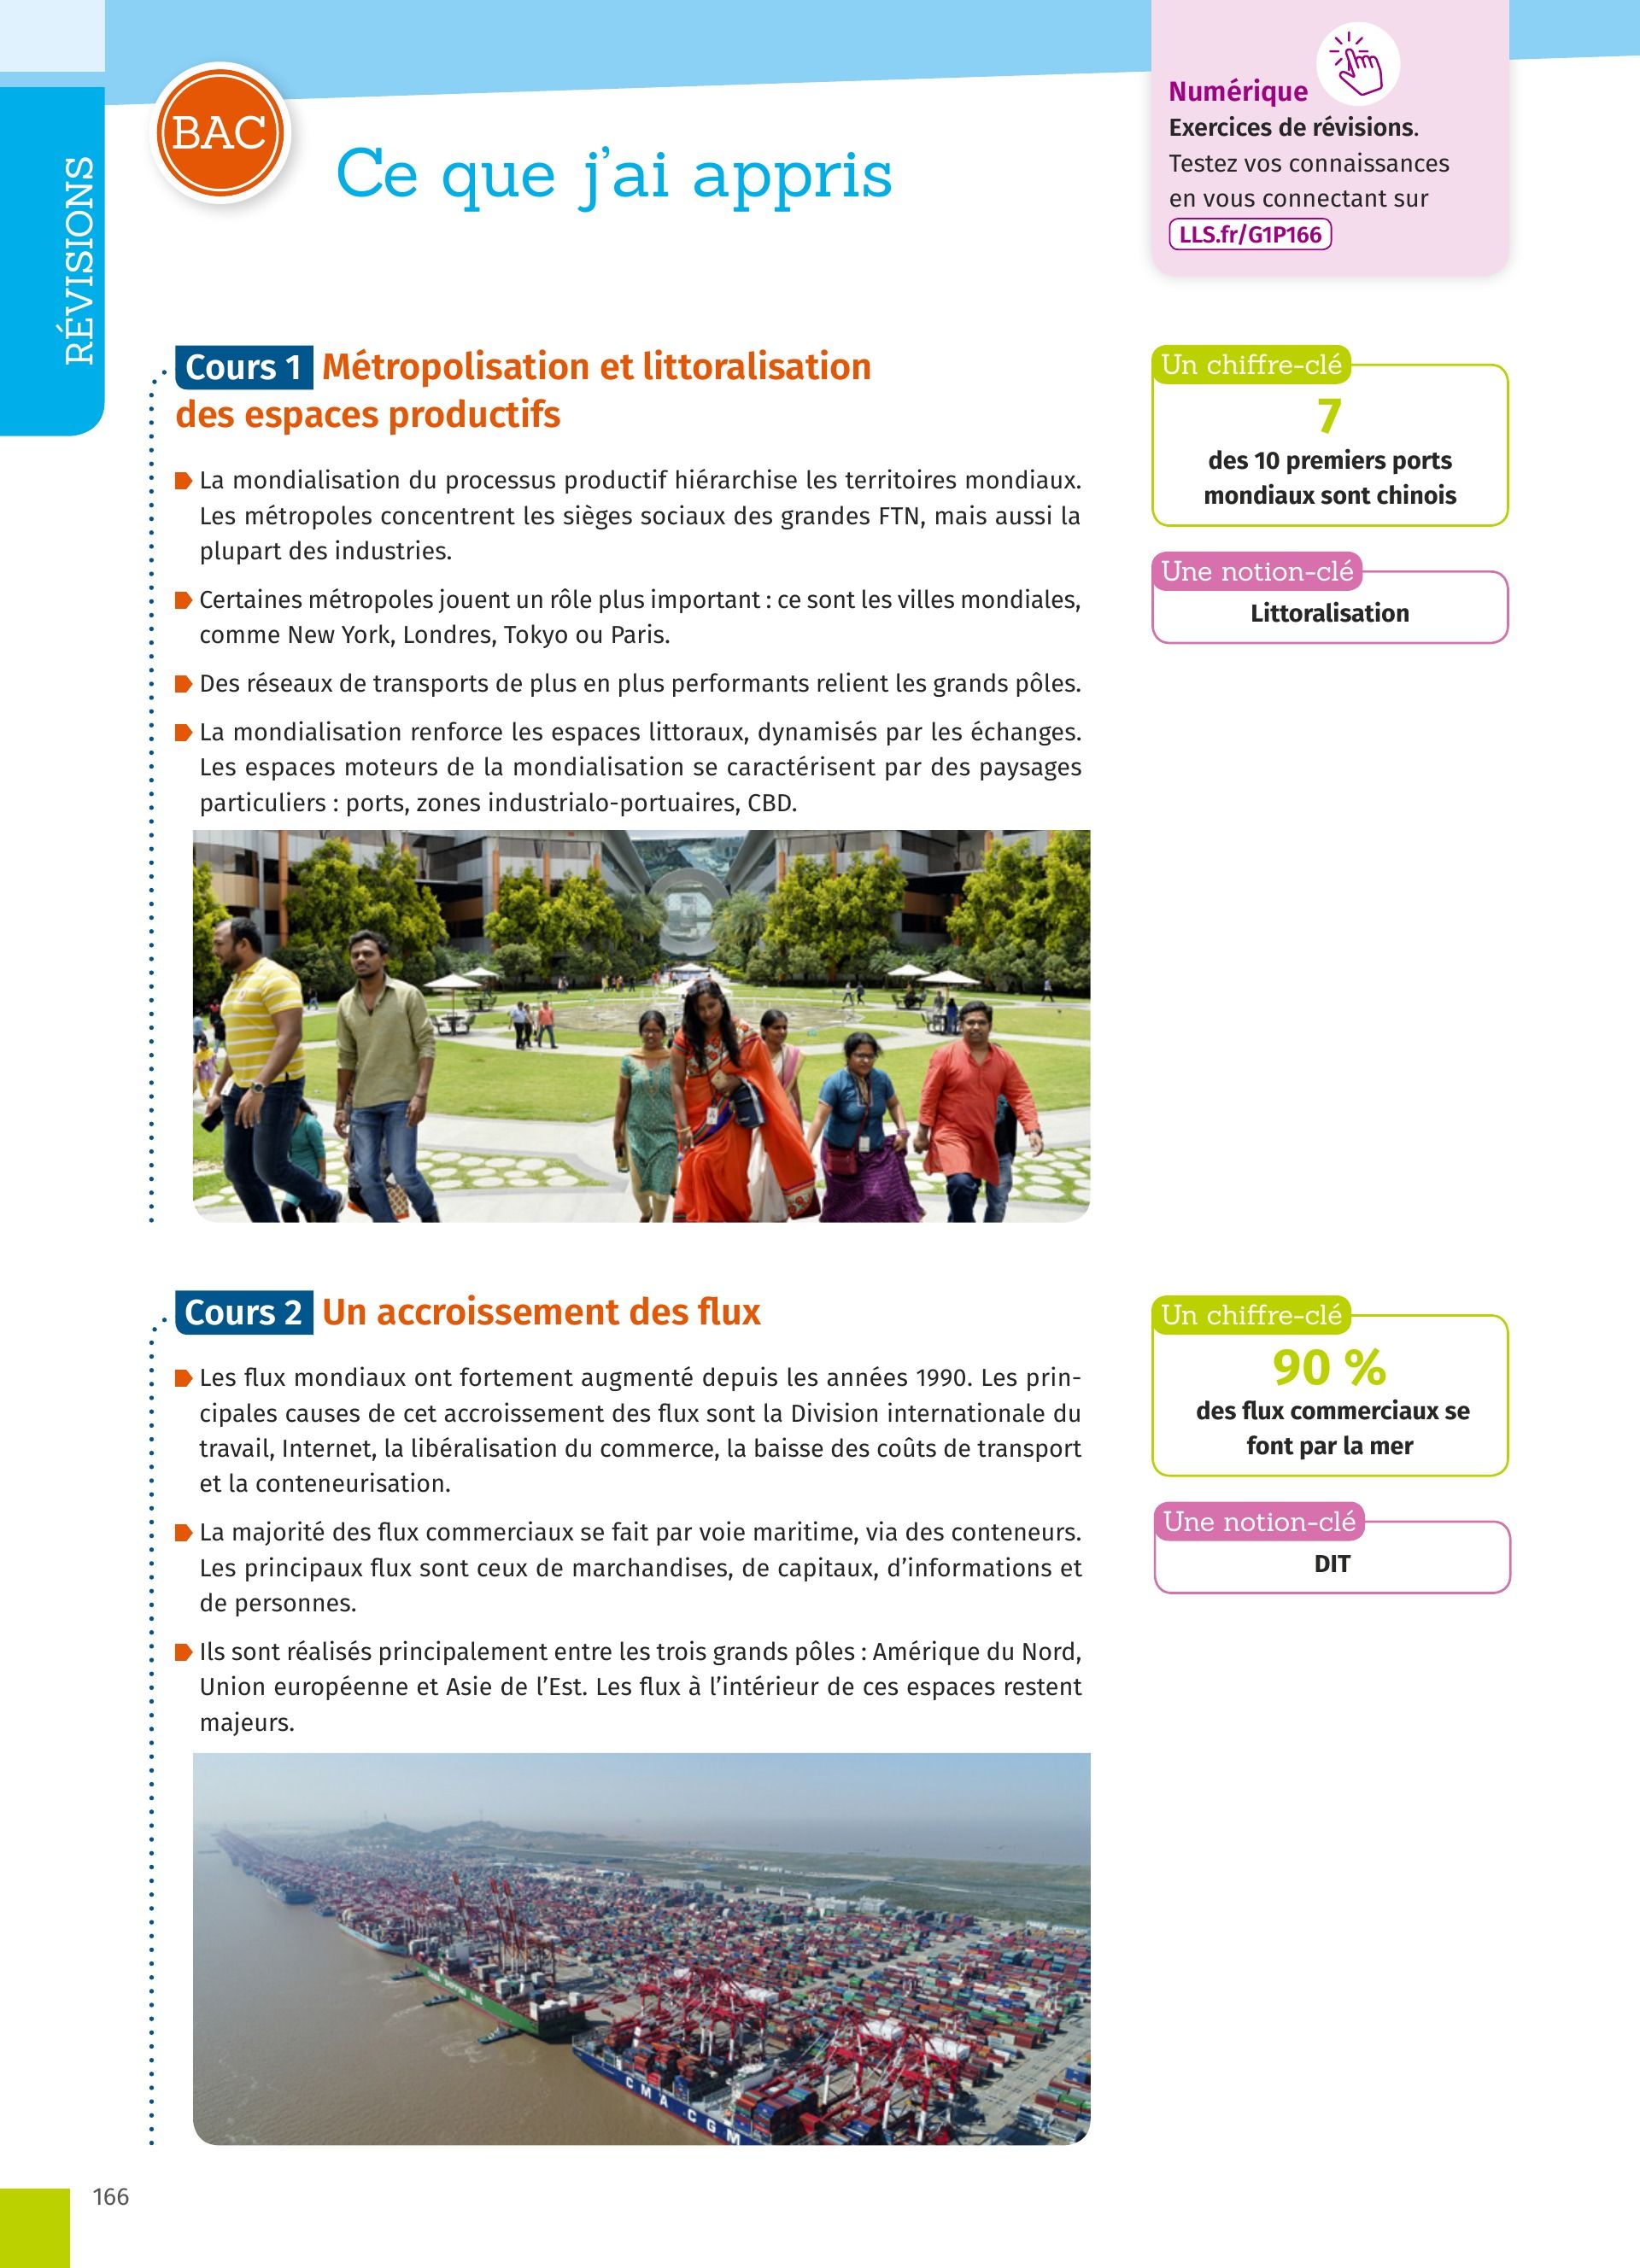 RÉVISIONS
BAC
Ce que j'ai appris
Numérique
Exercices de révisions.
Testez vos connaissances
en vous connectant sur
LLS.fr/G1P166
Cours 1 Métropolisation et littoralisation
des espaces productifs
La mondialisation du processus productif hiérarchise les territoires mondiaux.
Les métropoles concentrent les sièges sociaux des grandes FTN, mais aussi la
plupart des industries.
Certaines métropoles jouent un rôle plus important : ce sont les villes mondiales,
comme New York, Londres, Tokyo ou Paris.
Des réseaux de transports de plus en plus performants relient les grands pôles.
La mondialisation renforce les espaces littoraux, dynamisés par les échanges.
Les espaces moteurs de la mondialisation se caractérisent par des paysages
particuliers : ports, zones industrialo-portuaires, CBD.
Un chiffre-clé
7
des 10 premiers ports
mondiaux sont chinois
Une notion-clé
Littoralisation
Cours 2 Un accroissement des flux
Les flux mondiaux ont fortement augmenté depuis les années 1990. Les prin-
cipales causes de cet accroissement des flux sont la Division internationale du
travail, Internet, la libéralisation du commerce, la baisse des coûts de transport
et la conteneurisation.
La majorité des flux commerciaux se fait par voie maritime, via des conteneurs.
Les principaux flux sont ceux de marchandises, de capitaux, d'informations et
de personnes.
Ils sont réalisés principalement entre les trois grands pôles : Amérique du Nord,
Union européenne et Asie de l'Est. Les flux à l'intérieur de ces espaces restent
majeurs.
Un chiffre-clé
90 %
des flux commerciaux se
font par la mer
Une notion-clé
DIT
CMA CGM
166